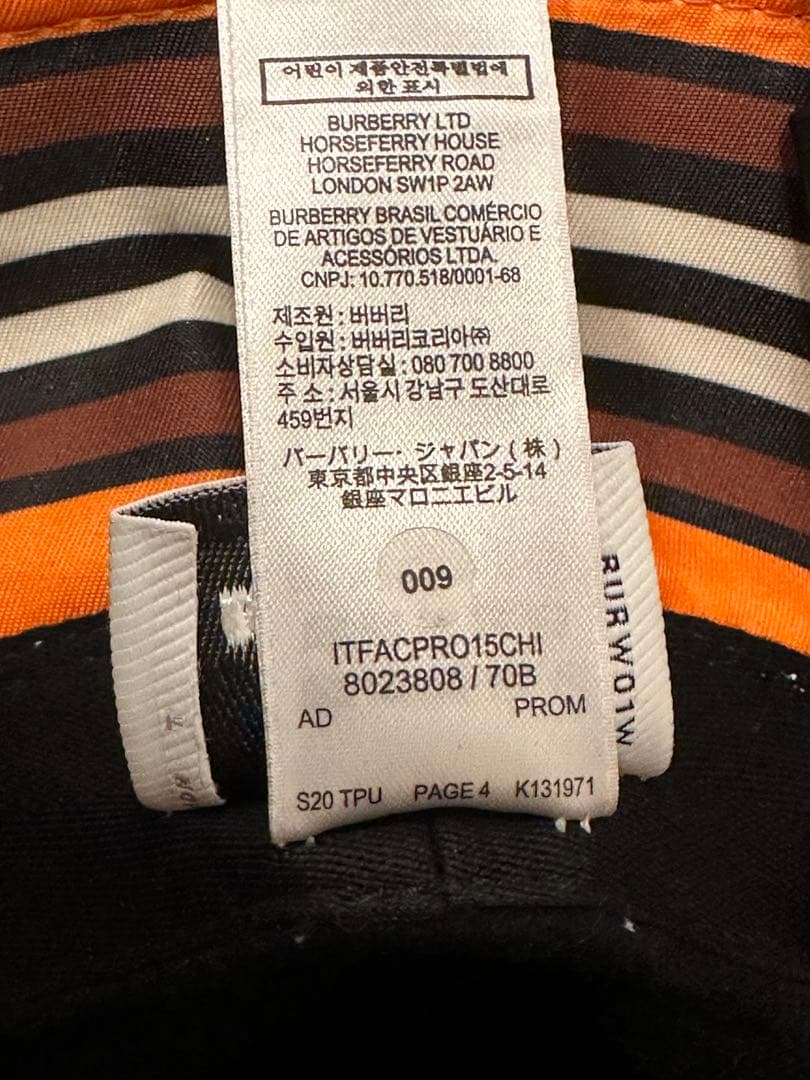 어린이 제품안전특별법에
의한 표시
BURBERRY LTD
HORSEFERRY HOUSE
HORSEFERRY ROAD
LONDON SW1P 2AW
BURBERRY BRASIL COMÉRCIO
DE ARTIGOS DE VESTUÁRIO E
ACESSÓRIOS LTDA.
CNPJ: 10.770.518/0001-68
제조원 : 버버리
수입원 : 버버리코리아㈜
소비자상담실 : 080 700 8800
주 소 : 서울시 강남구 도산대로
459번지
バーバリー・ジャパン ( 株 )
東京都中央区銀座2-5-14
銀座マロニエビル
009
ITFACPRO15CHI
8023808 / 70B
AD PROM
S20 TPU PAGE 4 K131971
RURW01W